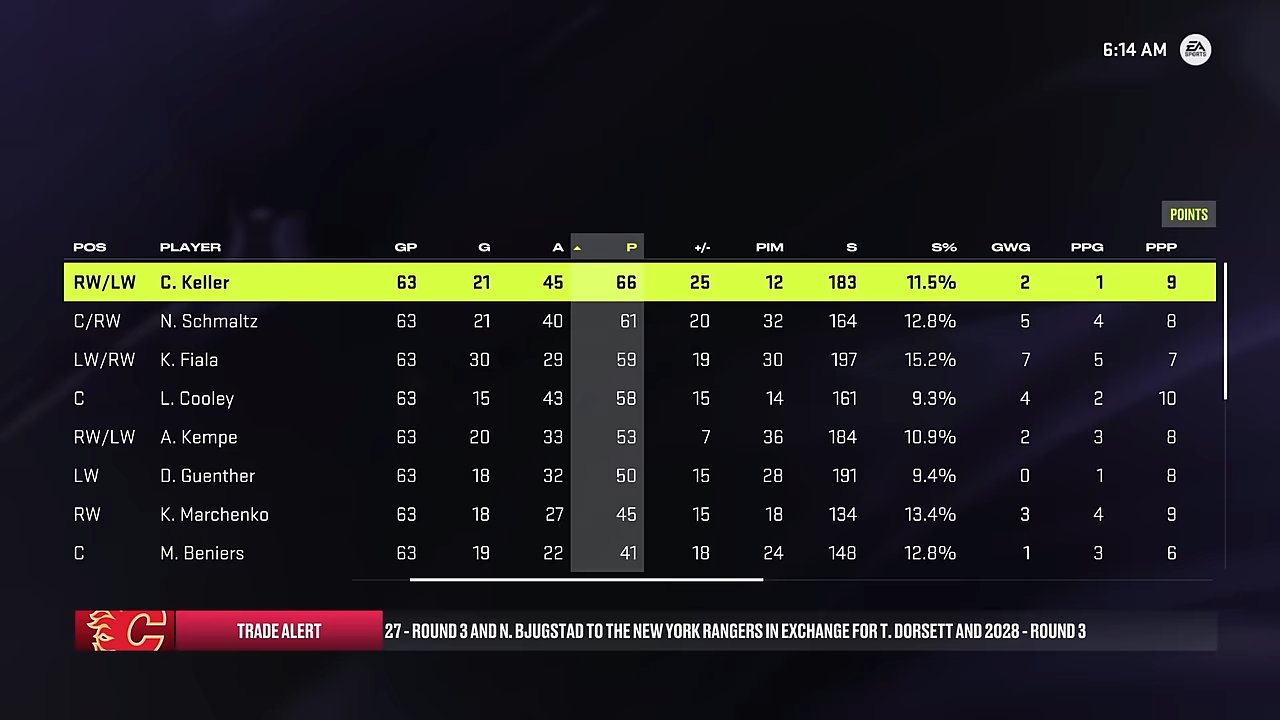 6:14 AM EA SPORTS
POINTS
POS PLAYER GP G A P +/- PIM S S% GWG PPG PPP
RW/LW C. Keller 63 21 45 66 25 12 183 11.5% 2 1 9
C/RW N. Schmaltz 63 21 40 61 20 32 164 12.8% 5 4 8
LW/RW K. Fiala 63 30 29 59 19 30 197 15.2% 7 5 7
C L. Cooley 63 15 43 58 15 14 161 9.3% 4 2 10
RW/LW A. Kempe 63 20 33 53 7 36 184 10.9% 2 3 8
LW D. Guenther 63 18 32 50 15 28 191 9.4% 0 1 8
RW K. Marchenko 63 18 27 45 15 18 134 13.4% 3 4 9
C M. Beniers 63 19 22 41 18 24 148 12.8% 1 3 6
C TRADE ALERT 27 - ROUND 3 AND N. BJUGSTAD TO THE NEW YORK RANGERS IN EXCHANGE FOR T. DORSETT AND 2028 - ROUND 3